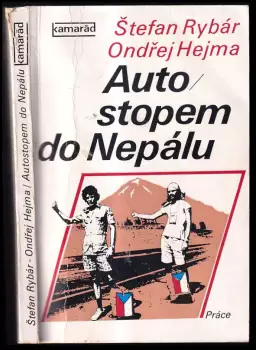 kamarád
Štefan Rybár
Ondřej Hejma
Auto/
stopem
do Nepálu
Práce
kamarád
Štefan Rybár - Ondřej Hejma / Autostopem do Nepálu